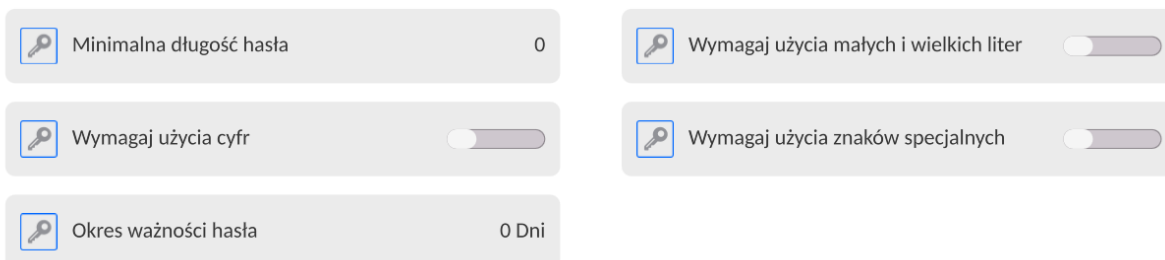 Minimalna długość hasła 0
Wymagaj użycia małych i wielkich liter
Wymagaj użycia cyfr
Wymagaj użycia znaków specjalnych
Okres ważności hasła 0 Dni